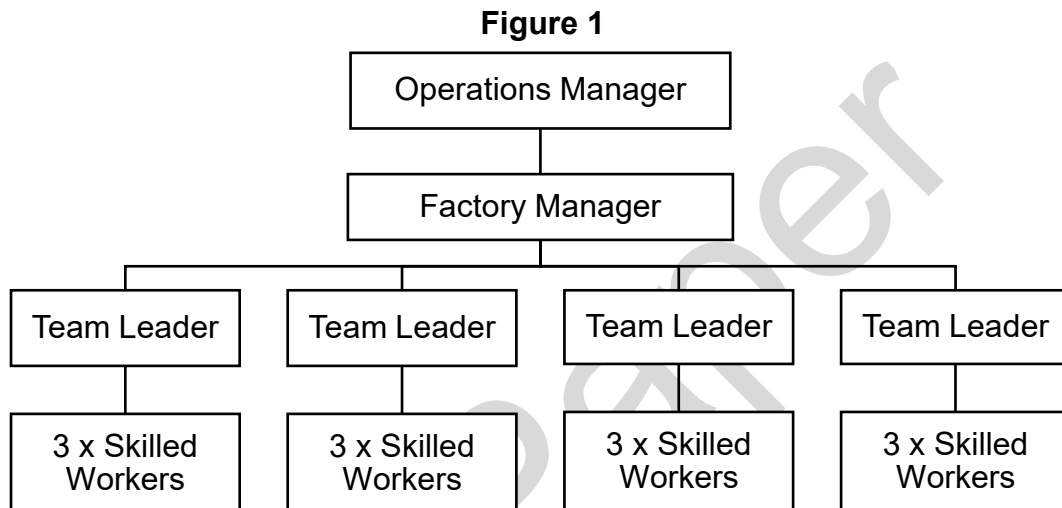 Figure 1
Operations Manager
Factory Manager
Team Leader
Team Leader
Team Leader
Team Leader
3 x Skilled
Workers
3 x Skilled
Workers
3 x Skilled
Workers
3 x Skilled
Workers
paper